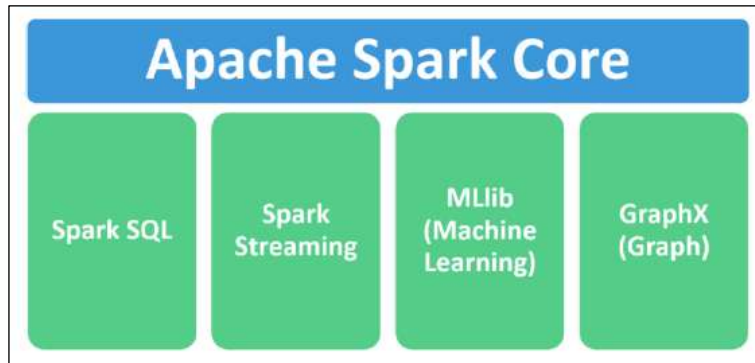 Apache Spark Core
Spark SQL
Spark
Streaming
MLlib
(Machine
Learning)
GraphX
(Graph)